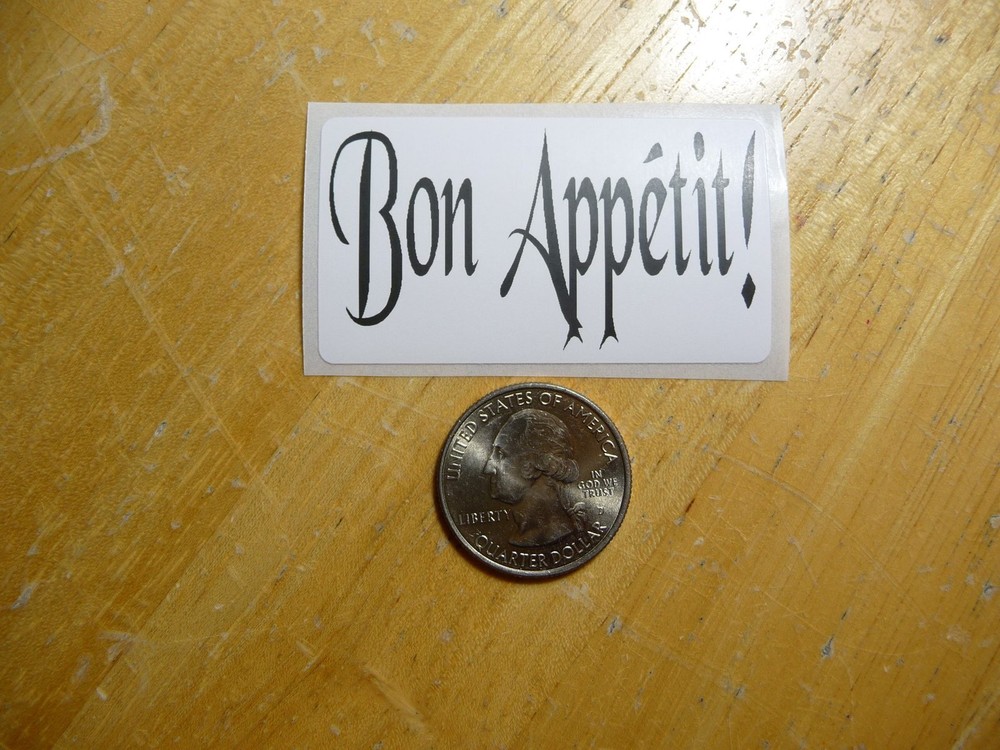 Bon Appétit!
UNITED STATES OF AMERICA
IN
GOD WE
TRUST
LIBERTY
QUARTER DOLLAR